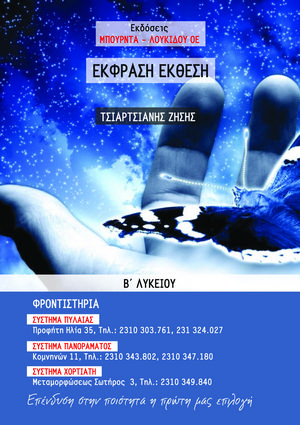 Εκδόσεις
ΜΠΟΥΡΝΤΑ - ΛΟΥΚΙΔΟΥ ΟΕ
ΕΚΦΡΑΣΗ ΕΚΘΕΣΗ
ΤΣΙΑΡΤΣΙΑΝΗΣ ΖΗΣΗΣ
Β΄ ΛΥΚΕΙΟΥ
ΦΡΟΝΤΙΣΤΗΡΙΑ
ΣΥΣΤΗΜΑ ΠΥΛΑΙΑΣ
Προφήτη Ηλία 35, Τηλ.: 2310 303.761, 231 324.027
ΣΥΣΤΗΜΑ ΠΑΝΟΡΑΜΑΤΟΣ
Κομνηνών 11, Τηλ.: 2310 343.802, 2310 347.180
ΣΥΣΤΗΜΑ ΧΟΡΤΙΑΤΗ
Μεταμορφώσεως Σωτήρος 3, Τηλ.: 2310 349.840
Επένδυση στην ποιότητα η πρώτη μας επιλογή